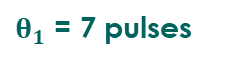 θ₁ = 7 pulses